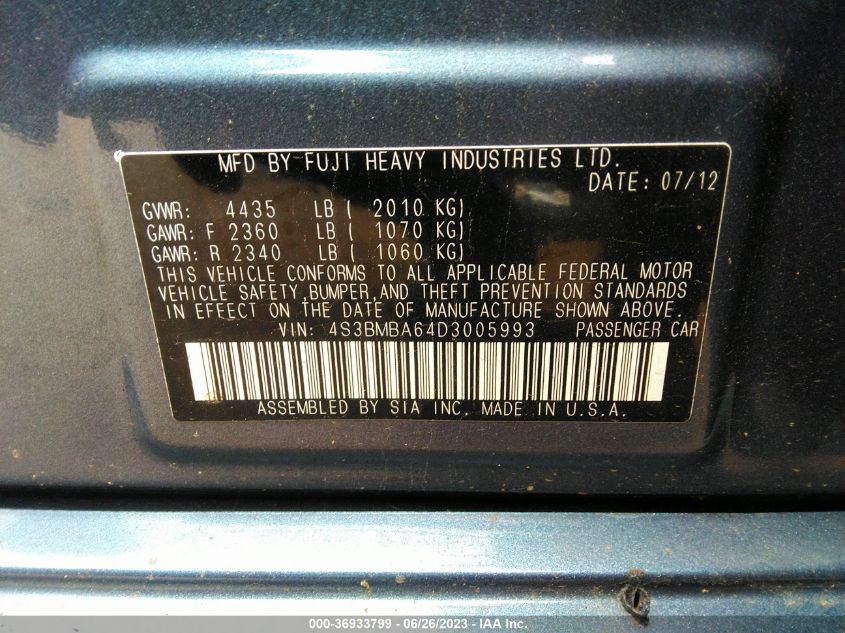 MFD BY FUJI HEAVY INDUSTRIES LTD.
DATE: 07/12
GVWR: 4435 LB ( 2010 KG)
GAWR: F 2360 LB ( 1070 KG)
GAWR: R 2340 LB ( 1060 KG)
THIS VEHICLE CONFORMS TO ALL APPLICABLE FEDERAL MOTOR
VEHICLE SAFETY,BUMPER,AND THEFT PREVENTION STANDARDS
IN EFFECT ON THE DATE OF MANUFACTURE SHOWN ABOVE.
VIN: 4S3BMBA64D3005993 PASSENGER CAR
ASSEMBLED BY SIA INC. MADE IN U.S.A.
000-36933799 - 06/26/2023 - IAA Inc.